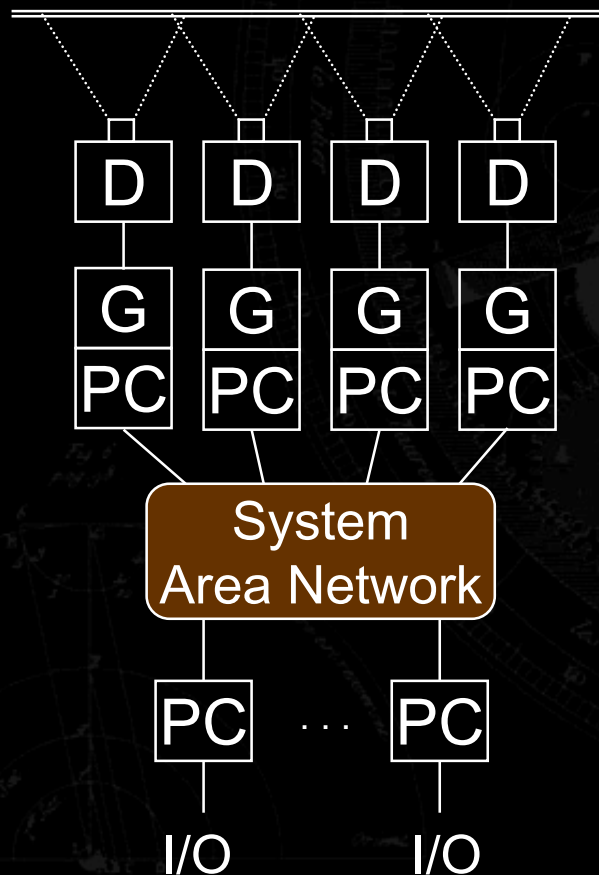 D D D D
G G G G
PC PC PC PC
System
Area Network
PC . . . PC
I/O I/O